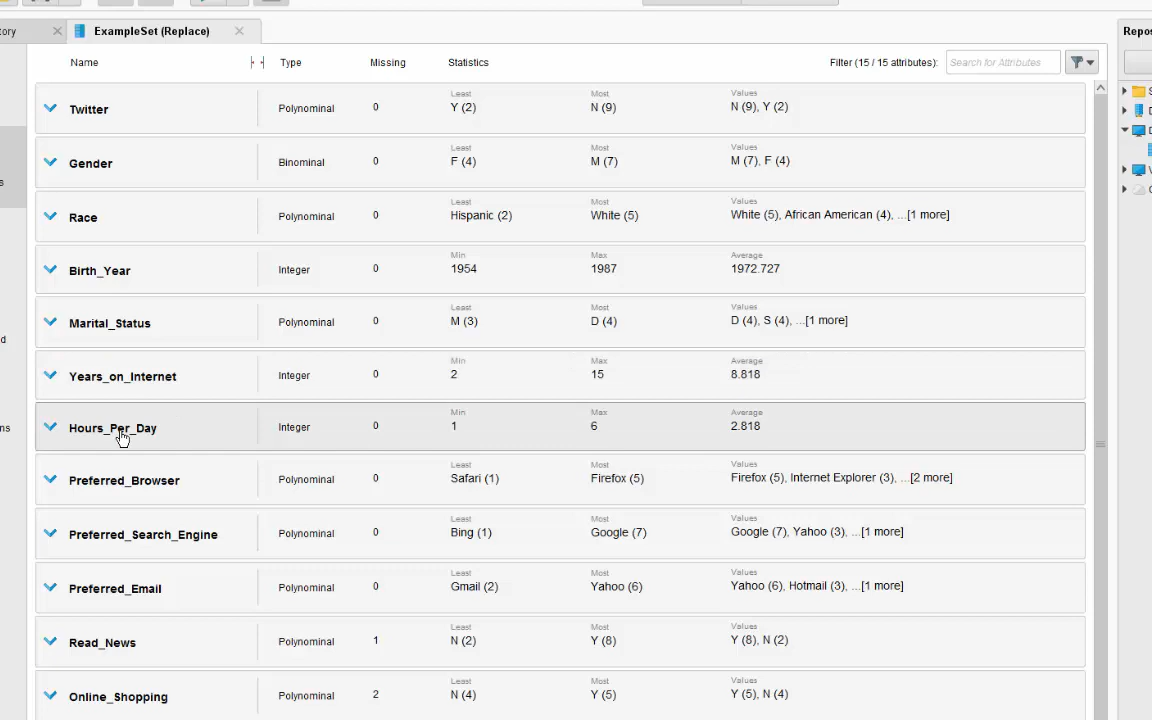 tory
ExampleSet (Replace)
Repos
Name Type Missing Statistics Filter (15 / 15 attributes): Search for Attributes
Twitter Polynominal 0 Least Y (2) Most N (9) Values N (9), Y (2)
Gender Binominal 0 Least F (4) Most M (7) Values M (7), F (4)
Race Polynominal 0 Least Hispanic (2) Most White (5) Values White (5), African American (4), ...[1 more]
Birth_Year Integer 0 Min 1954 Max 1987 Average 1972.727
Marital_Status Polynominal 0 Least M (3) Most D (4) Values D (4), S (4), ...[1 more]
Years_on_Internet Integer 0 Min 2 Max 15 Average 8.818
Hours_Per_Day Integer 0 Min 1 Max 6 Average 2.818
Preferred_Browser Polynominal 0 Least Safari (1) Most Firefox (5) Values Firefox (5), Internet Explorer (3), ...[2 more]
Preferred_Search_Engine Polynominal 0 Least Bing (1) Most Google (7) Values Google (7), Yahoo (3), ...[1 more]
Preferred_Email Polynominal 0 Least Gmail (2) Most Yahoo (6) Values Yahoo (6), Hotmail (3), ...[1 more]
Read_News Polynominal 1 Least N (2) Most Y (8) Values Y (8), N (2)
Online_Shopping Polynominal 2 Least N (4) Most Y (5) Values Y (5), N (4)